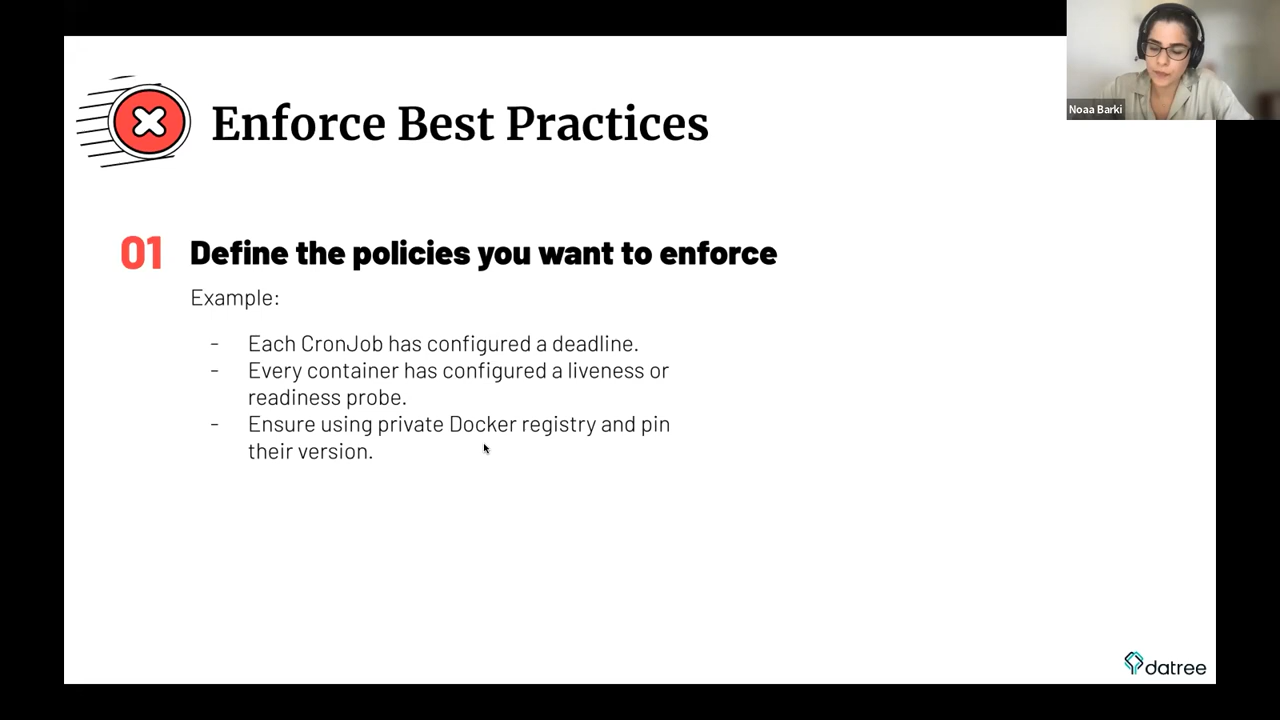 Enforce Best Practices
Noaa Barki
01 Define the policies you want to enforce
Example:
- Each CronJob has configured a deadline.
- Every container has configured a liveness or
readiness probe.
- Ensure using private Docker registry and pin
their version.
datree